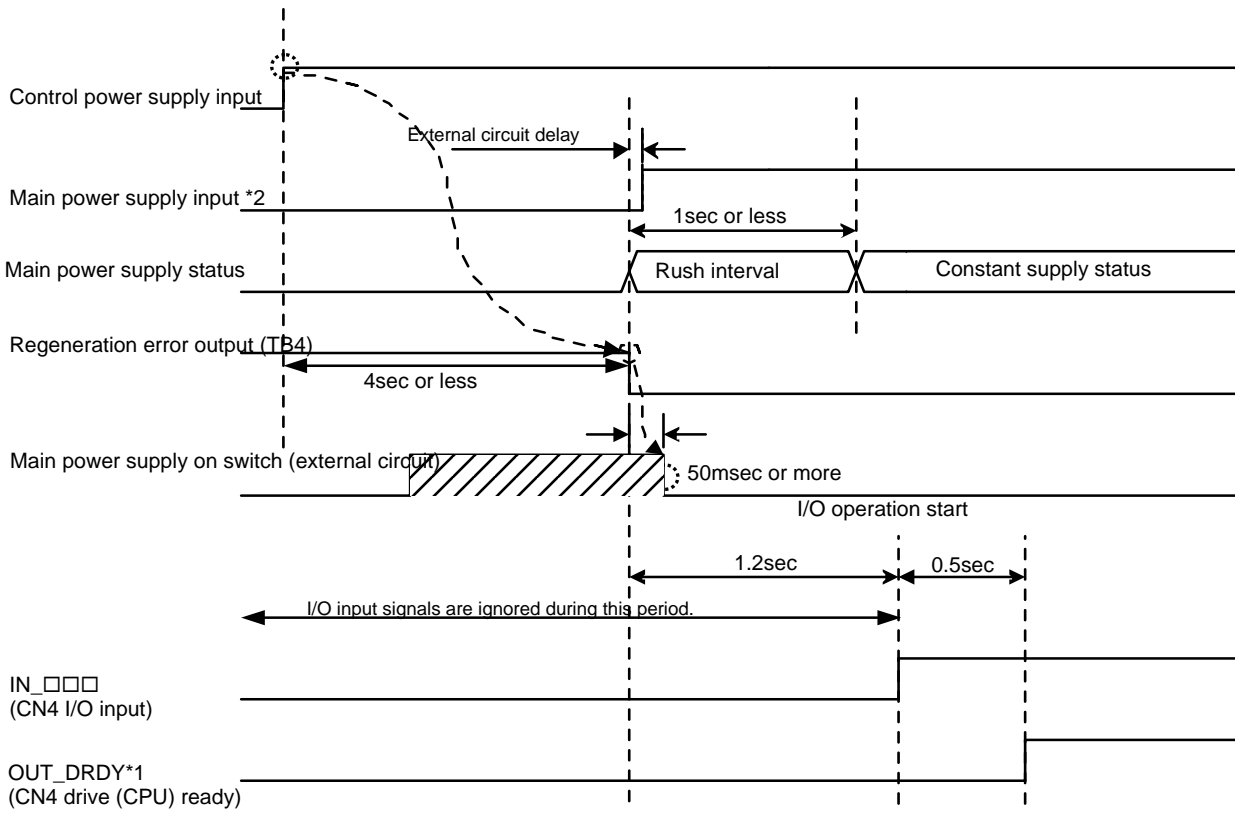 Control power supply input
External circuit delay
Main power supply input *2
1sec or less
Main power supply status
Rush interval
Constant supply status
Regeneration error output (TB4)
4sec or less
Main power supply on switch (external circuit)
50msec or more
I/O operation start
1.2sec
0.5sec
I/O input signals are ignored during this period.
IN_□□□
(CN4 I/O input)
OUT_DRDY*1
(CN4 drive (CPU) ready)